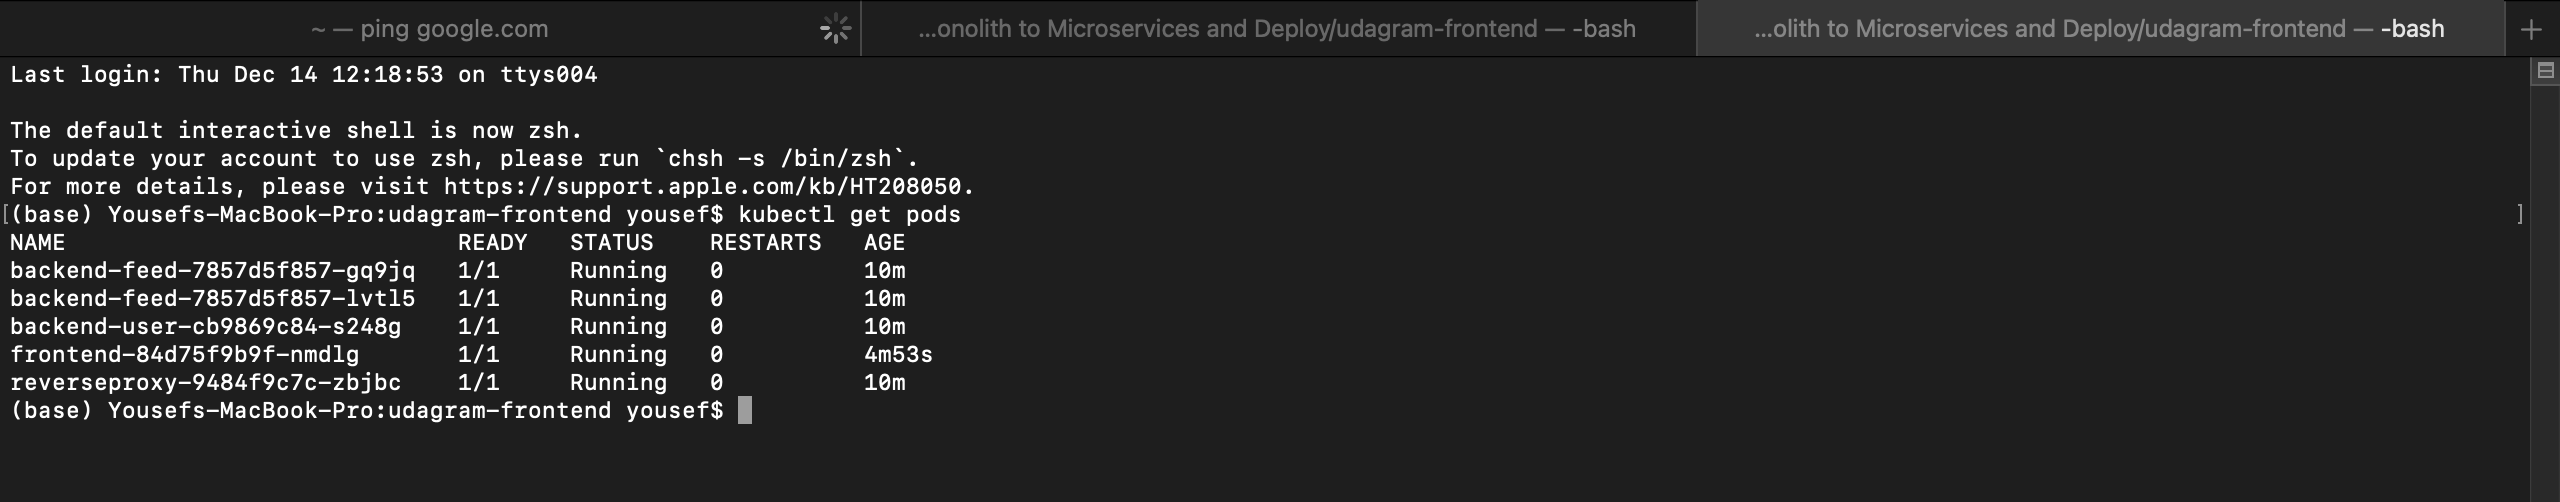 ~ — ping google.com
...onolith to Microservices and Deploy/udagram-frontend — -bash
...olith to Microservices and Deploy/udagram-frontend — -bash
+
Last login: Thu Dec 14 12:18:53 on ttys004
The default interactive shell is now zsh.
To update your account to use zsh, please run `chsh -s /bin/zsh`.
For more details, please visit https://support.apple.com/kb/HT208050.
[(base) Yousefs-MacBook-Pro:udagram-frontend yousef$ kubectl get pods ]
NAME READY STATUS RESTARTS AGE
backend-feed-7857d5f857-gq9jq 1/1 Running 0 10m
backend-feed-7857d5f857-lvtl5 1/1 Running 0 10m
backend-user-cb9869c84-s248g 1/1 Running 0 10m
frontend-84d75f9b9f-nmdlg 1/1 Running 0 4m53s
reverseproxy-9484f9c7c-zbjbc 1/1 Running 0 10m
(base) Yousefs-MacBook-Pro:udagram-frontend yousef$